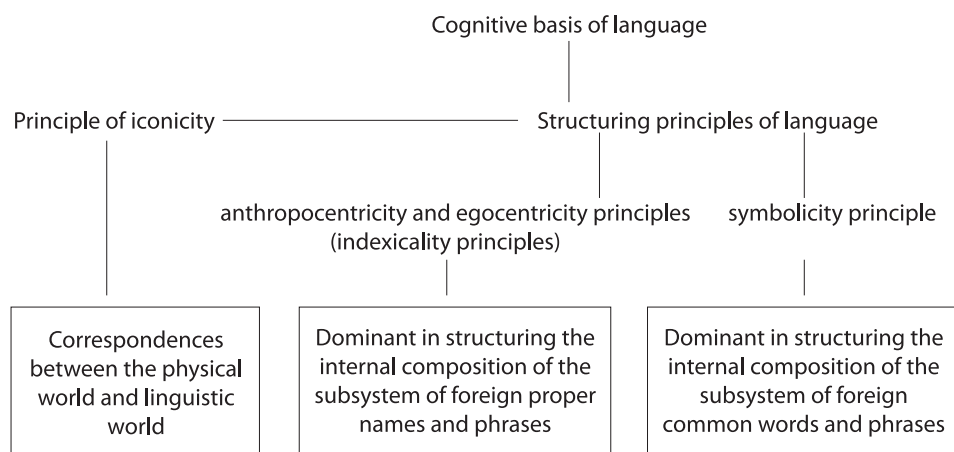 Cognitive basis of language
Principle of iconicity
Structuring principles of language
anthropocentricity and egocentricity principles
(indexicality principles)
symbolicity principle
Correspondences
between the physical
world and linguistic
world
Dominant in structuring the
internal composition of the
subsystem of foreign proper
names and phrases
Dominant in structuring the
internal composition of the
subsystem of foreign
common words and phrases